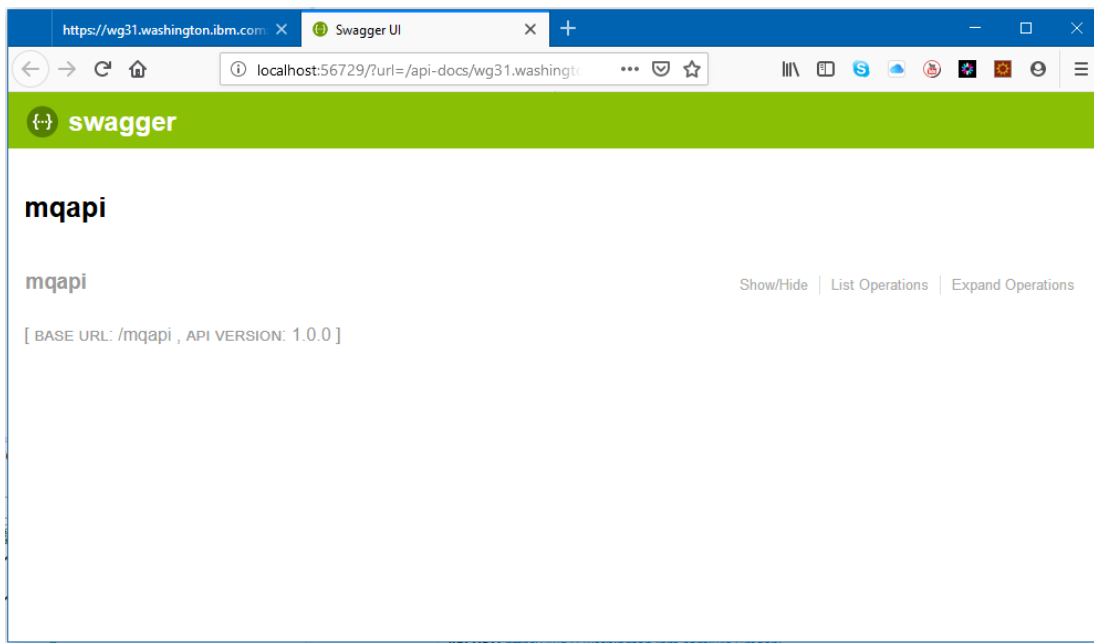 https://wg31.washington.ibm.com
Swagger UI
localhost:56729/?url=/api-docs/wg31.washingto
{···} swagger
mqapi
mqapi
Show/Hide | List Operations | Expand Operations
[ BASE URL: /mqapi , API VERSION: 1.0.0 ]